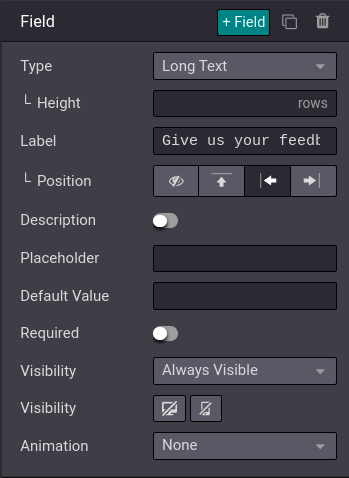 Field + Field
Type Long Text
Height rows
Label Give us your feedb
Position
Description
Placeholder
Default Value
Required
Visibility Always Visible
Visibility
Animation None